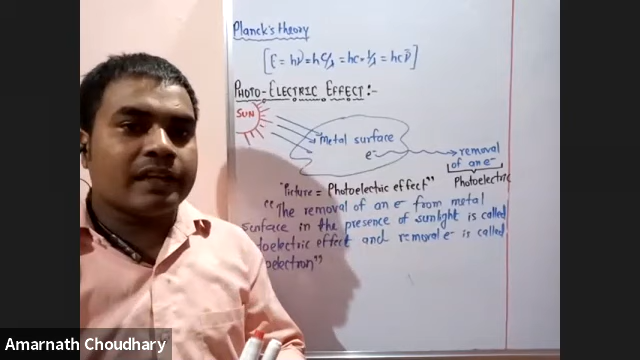 Planck's theory
[E = hν = hc/λ = hc · 1/λ = hc ν̄]
PHOTO-ELECTRIC EFFECT:-
SUN
metal surface
e⁻
removal
of an e⁻
Photoelectric
"Picture = Photoelectric effect"
"The removal of an e⁻ from metal
surface in the presence of sunlight is called
toelectric effect and removal e⁻ is called
oelectron"
Amarnath Choudhary